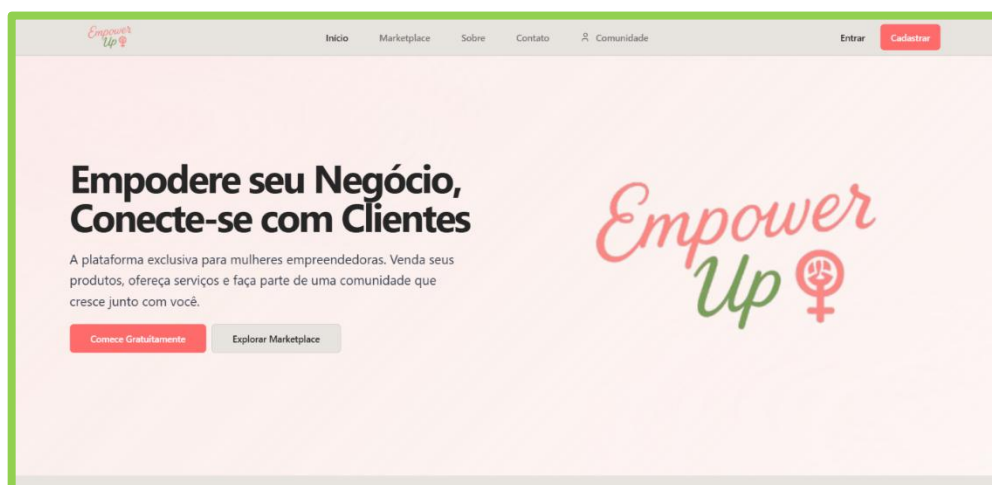 Empower
Up
Início
Marketplace
Sobre
Contato
Comunidade
Entrar
Cadastrar
Empodere seu Negócio,
Conecte-se com Clientes
A plataforma exclusiva para mulheres empreendedoras. Venda seus
produtos, ofereça serviços e faça parte de uma comunidade que
cresce junto com você.
Comece Gratuitamente
Explorar Marketplace
Empower
Up